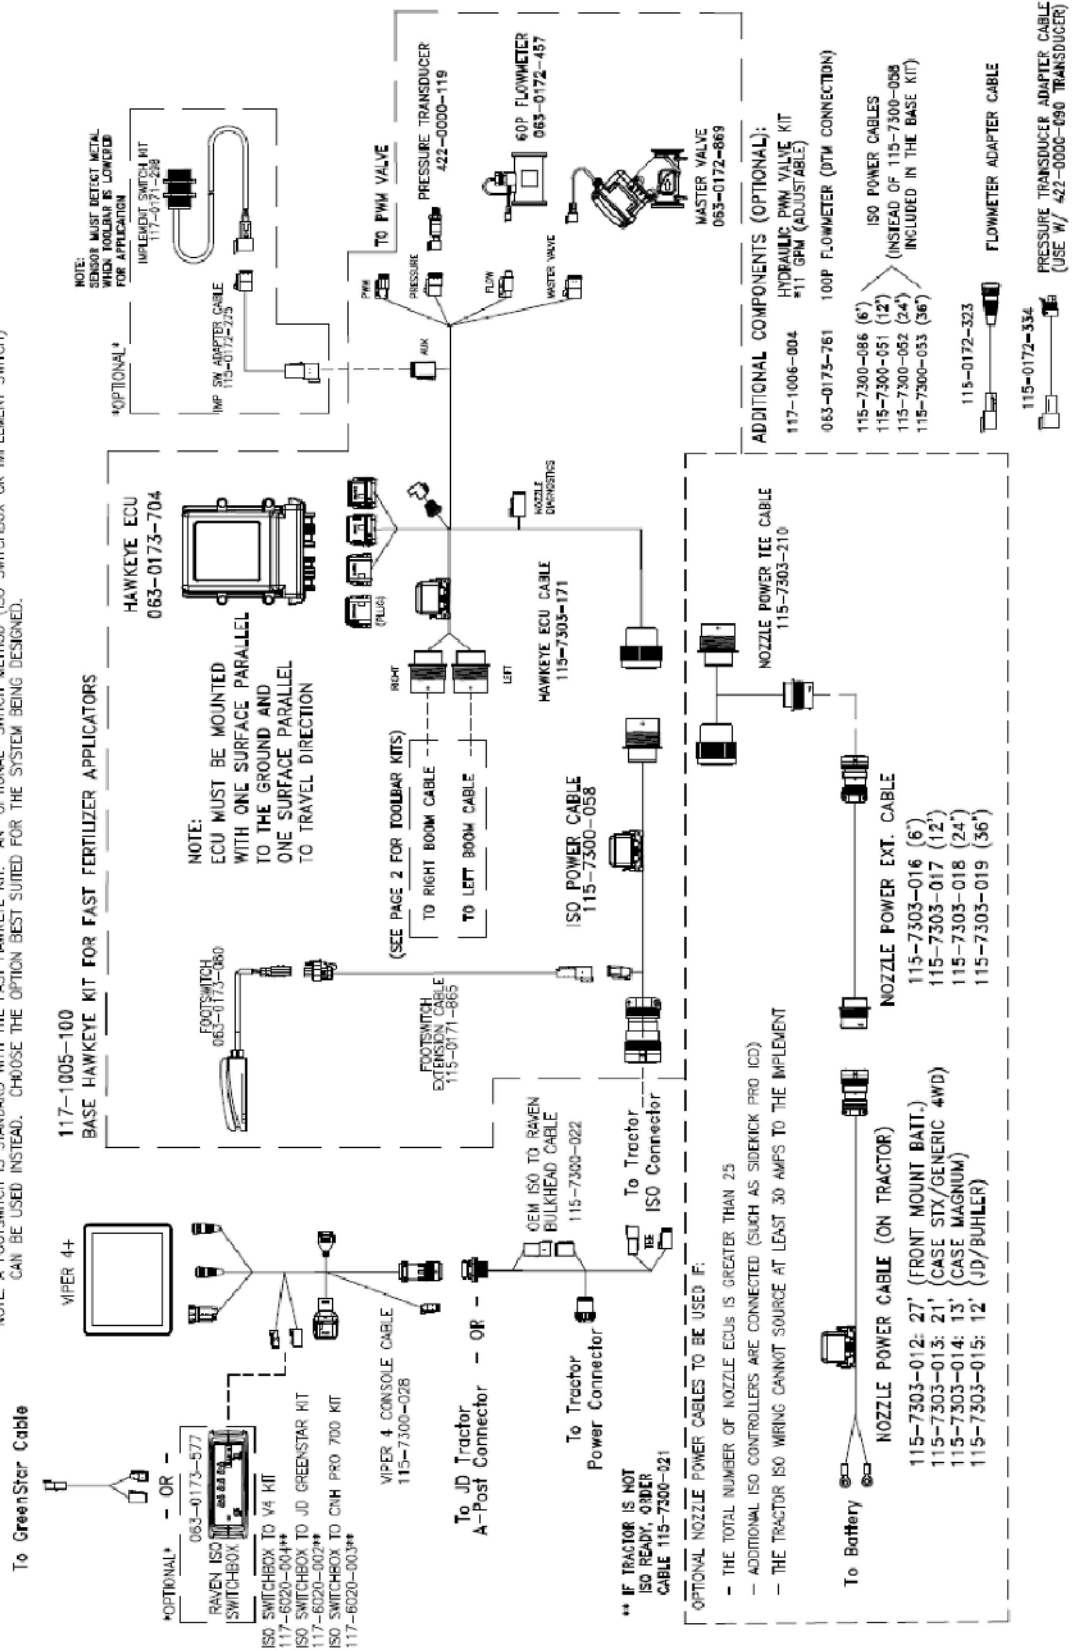 NOTE: A FOOTSWITCH IS STANDARD WITH THE FAST HAWKEYE KIT. AN OPTIONAL SWITCH METHOD (ISO SWITCHBOX OR IMPLEMENT SWITCH)
CAN BE USED INSTEAD. CHOOSE THE OPTION BEST SUITED FOR THE SYSTEM BEING DESIGNED.
To GreenStar Cable
VIPER 4+
*OPTIONAL*
- OR -
063-0173-577
RAVEN ISO
SWITCHBOX
ISO SWITCHBOX TO V4 KIT
117-6020-004**
ISO SWITCHBOX TO JD GREENSTAR KIT
117-6020-002**
ISO SWITCHBOX TO CNH PRO 700 KIT
117-6020-003**
VIPER 4 CONSOLE CABLE
115-7300-028
To JD Tractor
A-Post Connector
- OR -
OEM ISO TO RAVEN
BULKHEAD CABLE
115-7300-022
To Tractor
Power Connector
TEE
To Tractor
ISO Connector
** IF TRACTOR IS NOT
ISO READY, ORDER
CABLE 115-7300-021
117-1005-100
BASE HAWKEYE KIT FOR FAST FERTILIZER APPLICATORS
FOOTSWITCH
063-0173-080
FOOTSWITCH
EXTENSION CABLE
115-0171-865
NOTE:
ECU MUST BE MOUNTED
WITH ONE SURFACE PARALLEL
TO THE GROUND AND
ONE SURFACE PARALLEL
TO TRAVEL DIRECTION
HAWKEYE ECU
063-0173-704
(PLUG)
(SEE PAGE 2 FOR TOOLBAR KITS)
TO RIGHT BOOM CABLE
TO LEFT BOOM CABLE
RIGHT
LEFT
HAWKEYE ECU CABLE
115-7303-171
NOZZLE
DIAGNOSTICS
ISO POWER CABLE
115-7300-058
*OPTIONAL*
NOTE:
SENSOR MUST DETECT METAL
WHEN TOOLBAR IS LOWERED
FOR APPLICATION
IMPLEMENT SWITCH KIT
117-0171-298
IMP SW ADAPTER CABLE
115-0172-225
AUX
TO PWM VALVE
PWM
PRESSURE
FLOW
MASTER VALVE
PRESSURE TRANSDUCER
422-0000-119
60P FLOWMETER
063-0172-457
MASTER VALVE
063-0172-869
ADDITIONAL COMPONENTS (OPTIONAL):
117-1006-004 HYDRAULIC PWM VALVE KIT
*11 GPM (ADJUSTABLE)
063-0173-761 100P FLOWMETER (DTM CONNECTION)
115-7300-086 (6')
115-7300-051 (12')
115-7300-052 (24')
115-7300-053 (36')
ISO POWER CABLES
(INSTEAD OF 115-7300-058
INCLUDED IN THE BASE KIT)
115-0172-323
FLOWMETER ADAPTER CABLE
115-0172-334
PRESSURE TRANSDUCER ADAPTER CABLE
(USE W/ 422-0000-090 TRANSDUCER)
OPTIONAL NOZZLE POWER CABLES TO BE USED IF:
- THE TOTAL NUMBER OF NOZZLE ECUs IS GREATER THAN 25
- ADDITIONAL ISO CONTROLLERS ARE CONNECTED (SUCH AS SIDEKICK PRO ICD)
- THE TRACTOR ISO WIRING CANNOT SOURCE AT LEAST 30 AMPS TO THE IMPLEMENT
To Battery
NOZZLE POWER CABLE (ON TRACTOR)
115-7303-012: 27' (FRONT MOUNT BATT.)
115-7303-013: 21' (CASE STX/GENERIC 4WD)
115-7303-014: 13' (CASE MAGNUM)
115-7303-015: 12' (JD/BUHLER)
NOZZLE POWER EXT. CABLE
115-7303-016 (6')
115-7303-017 (12')
115-7303-018 (24')
115-7303-019 (36')
NOZZLE POWER TEE CABLE
115-7303-210